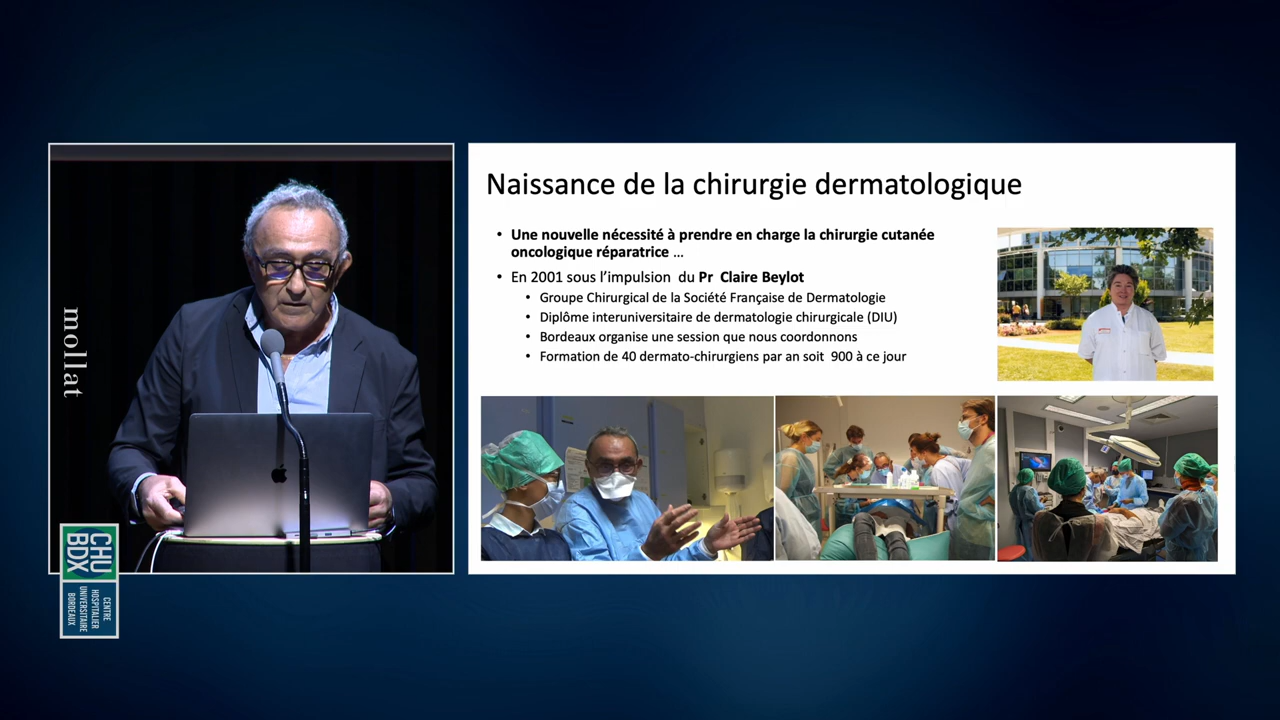 mollat
CHU
BDX
CENTRE
HOSPITALIER
UNIVERSITAIRE
BORDEAUX
Naissance de la chirurgie dermatologique
• Une nouvelle nécessité à prendre en charge la chirurgie cutanée
oncologique réparatrice ...
• En 2001 sous l'impulsion du Pr Claire Beylot
• Groupe Chirurgical de la Société Française de Dermatologie
• Diplôme interuniversitaire de dermatologie chirurgicale (DIU)
• Bordeaux organise une session que nous coordonnons
• Formation de 40 dermato-chirurgiens par an soit 900 à ce jour